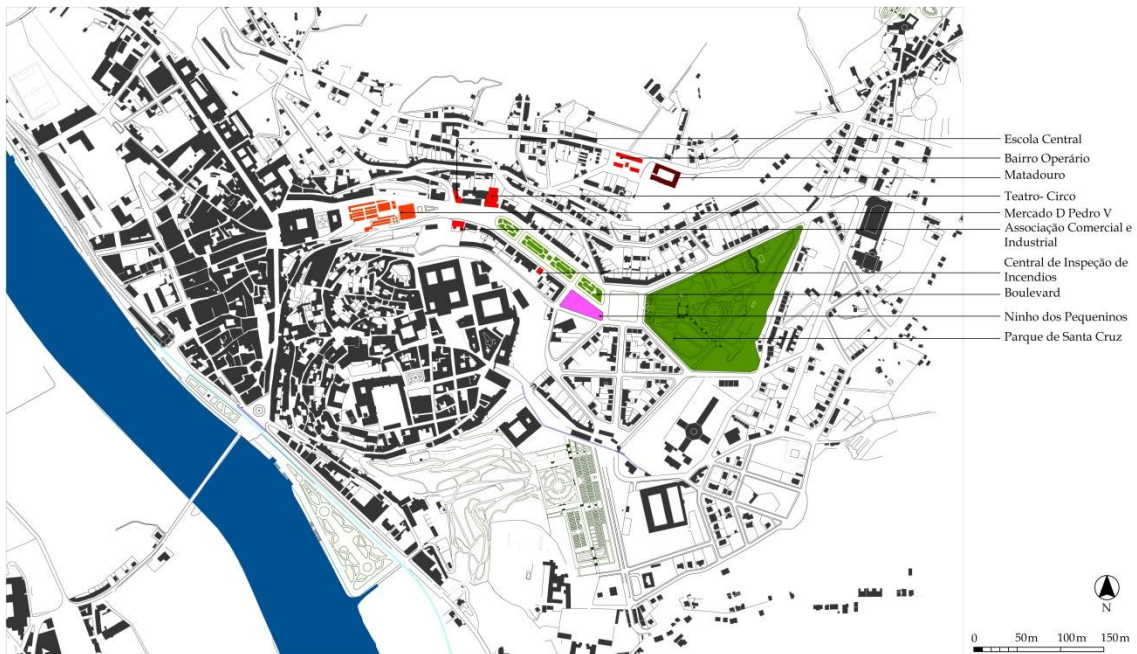 Escola Central
Bairro Operário
Matadouro
Teatro- Circo
Mercado D Pedro V
Associação Comercial e
Industrial
Central de Inspeção de
Incendios
Boulevard
Ninho dos Pequeninos
Parque de Santa Cruz
N
0 50m 100m 150m